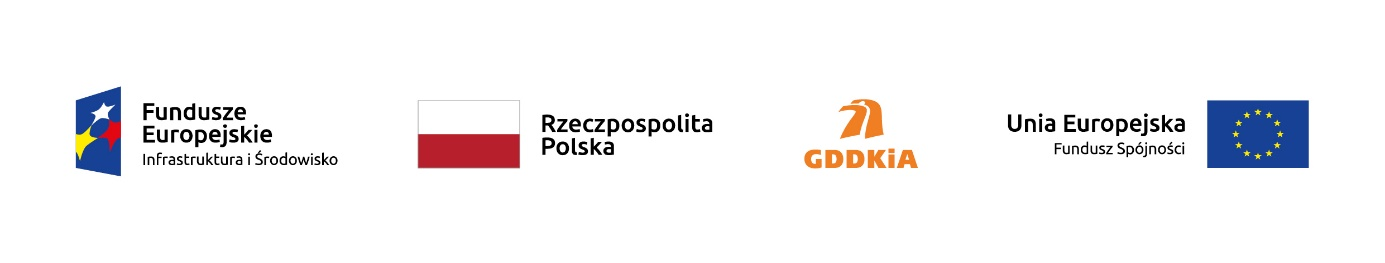 Fundusze
Europejskie
Infrastruktura i Środowisko
Rzeczpospolita
Polska
GDDKiA
Unia Europejska
Fundusz Spójności